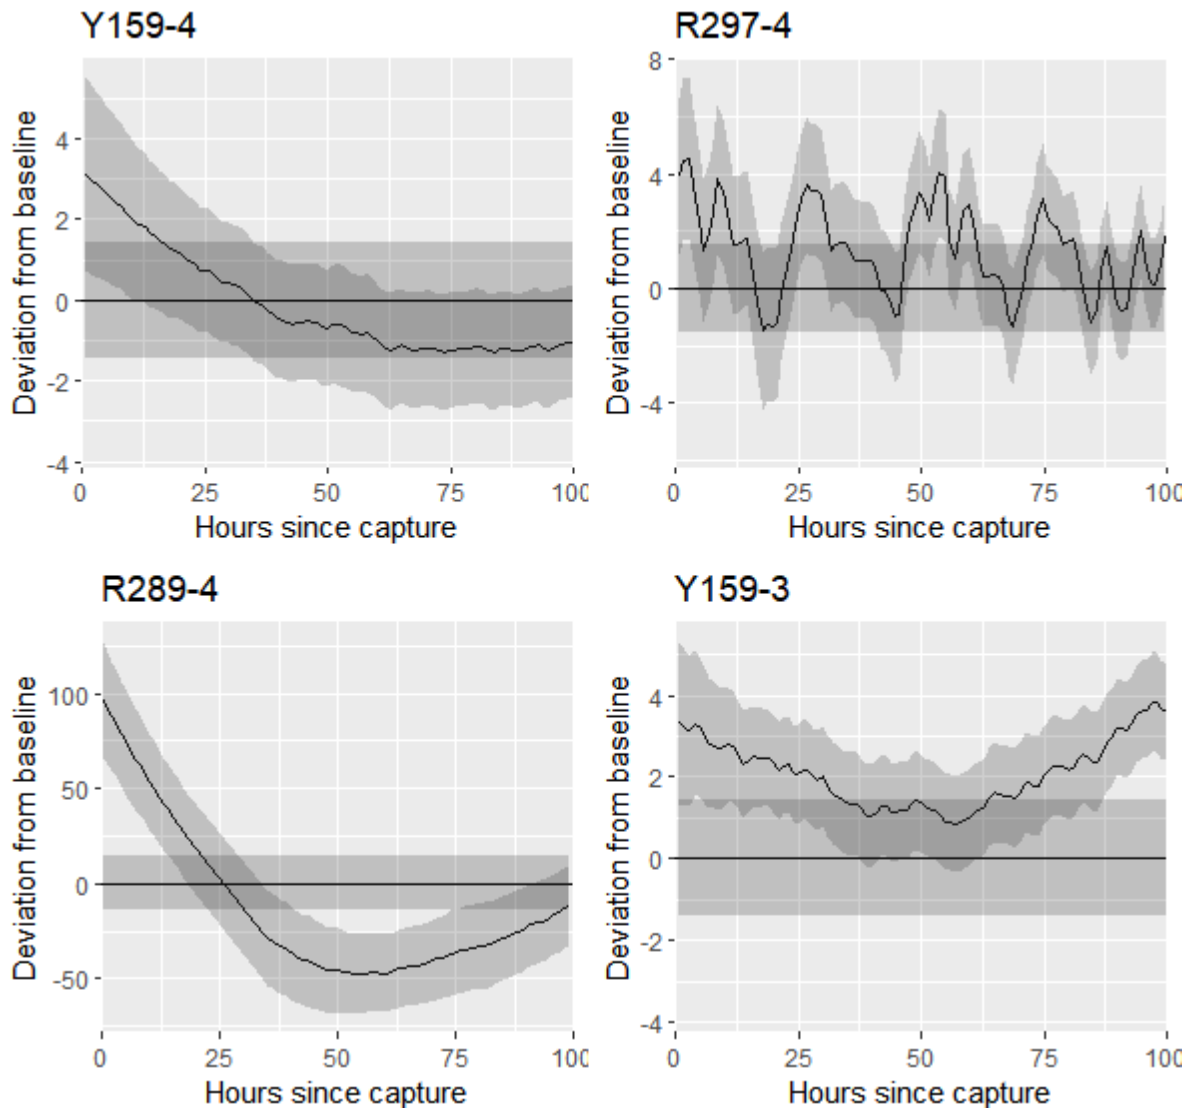 Y159-4
Deviation from baseline
4
2
0
-2
-4
0 25 50 75 100
Hours since capture
R297-4
Deviation from baseline
8
4
0
-4
0 25 50 75 100
Hours since capture
R289-4
Deviation from baseline
100
50
0
-50
0 25 50 75 100
Hours since capture
Y159-3
Deviation from baseline
4
2
0
-2
-4
0 25 50 75 100
Hours since capture